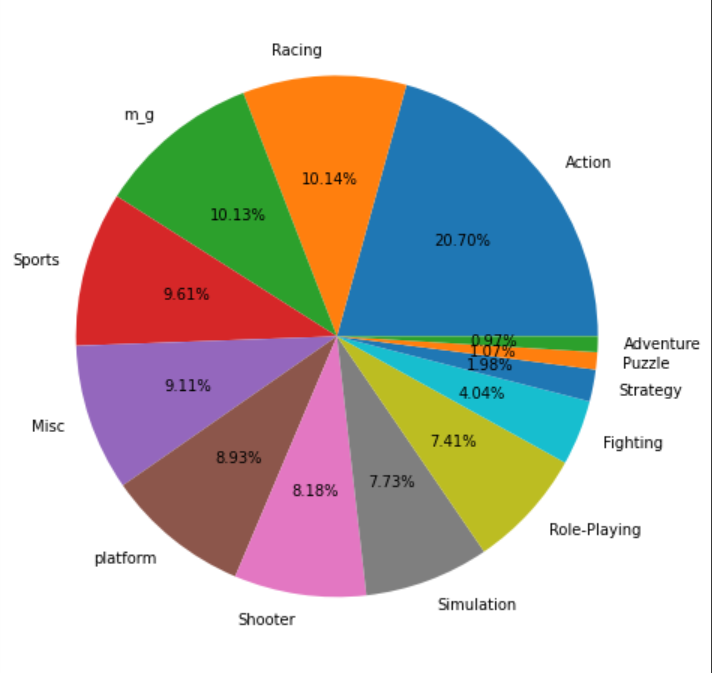 Racing
m_g
Action
10.14%
10.13%
20.70%
Sports
9.61%
0.97%
Adventure
1.07%
Puzzle
1.98%
Strategy
9.11%
4.04%
Misc
7.41%
Fighting
8.93%
7.73%
8.18%
Role-Playing
platform
Simulation
Shooter